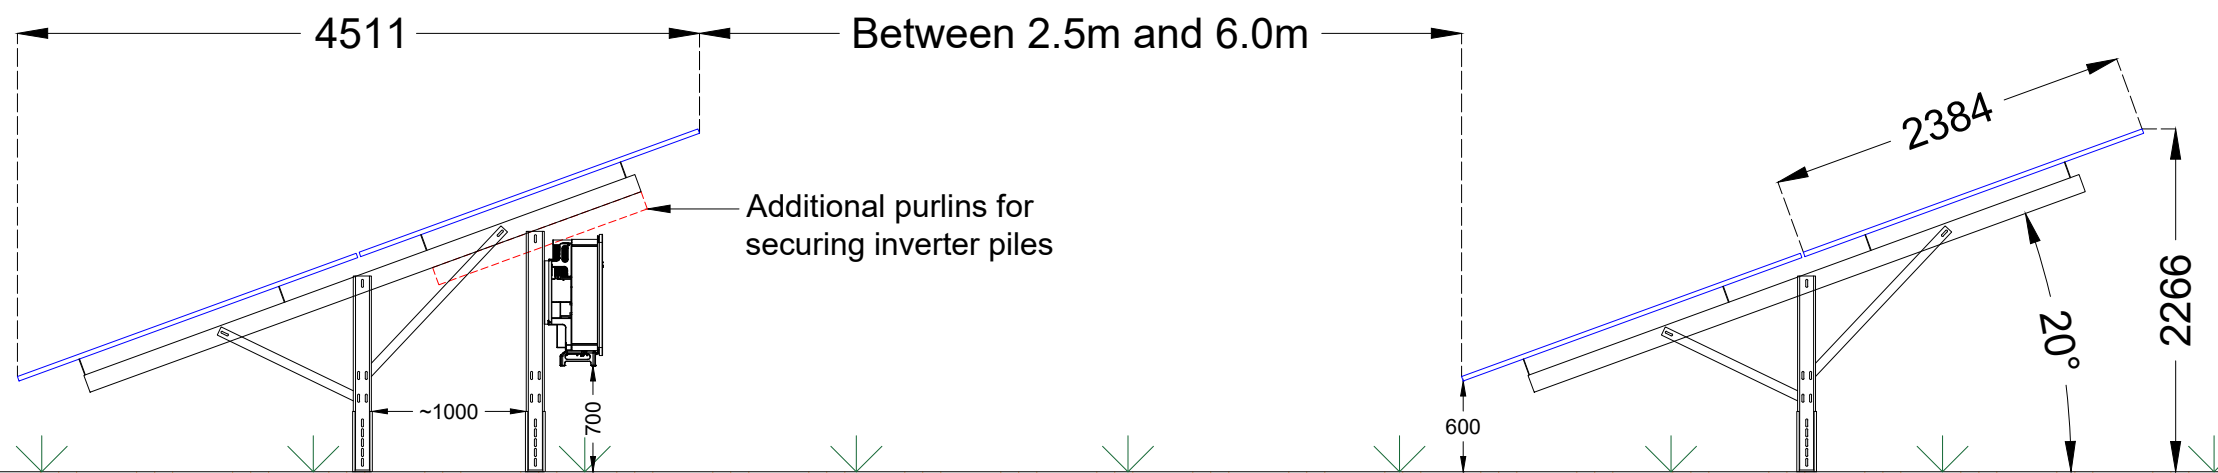 4511
Between 2.5m and 6.0m
2384
Additional purlins for
securing inverter piles
2266
20°
~1000
700
600